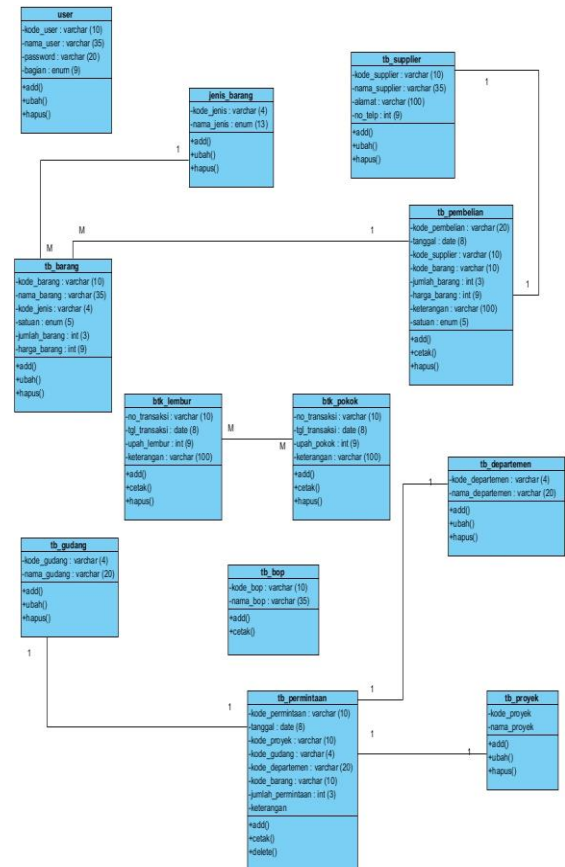 user
-kode_user : varchar (10)
-nama_user : varchar (35)
-password : varchar (20)
-bagian : enum (9)
+add()
+ubah()
+hapus()
tb_supplier
-kode_supplier : varchar (10)
-nama_supplier : varchar (35)
-alamat : varchar (100)
-no_telp : int (9)
+add()
+ubah()
+hapus()
1
jenis_barang
-kode_jenis : varchar (4)
-nama_jenis : enum (13)
+add()
+ubah()
+hapus()
1
M
M
1
tb_pembelian
-kode_pembelian : varchar (20)
-tanggal : date (8)
-kode_supplier : varchar (10)
-kode_barang : varchar (10)
-jumlah_barang : int (3)
-harga_barang : int (9)
-keterangan : varchar (100)
-satuan : enum (5)
+add()
+cetak()
+hapus()
1
tb_barang
-kode_barang : varchar (10)
-nama_barang : varchar (35)
-kode_jenis : varchar (4)
-satuan : enum (5)
-jumlah_barang : int (3)
-harga_barang : int (9)
+add()
+ubah()
+hapus()
btk_lembur
-no_transaksi : varchar (10)
-tgl_transaksi : date (8)
-upah_lembur : int (9)
-keterangan : varchar (100)
+add()
+cetak()
+hapus()
M
M
btk_pokok
-no_transaksi : varchar (10)
-tgl_transaksi : date (8)
-upah_pokok : int (9)
-keterangan : varchar (100)
+add()
+cetak()
+hapus()
tb_departemen
-kode_departemen : varchar (4)
-nama_departemen : varchar (20)
+add()
+ubah()
+hapus()
1
tb_gudang
-kode_gudang : varchar (4)
-nama_gudang : varchar (20)
+add()
+ubah()
+hapus()
1
tb_bop
-kode_bop : varchar (10)
-nama_bop : varchar (35)
+add()
+cetak()
1
1
tb_permintaan
-kode_permintaan : varchar (10)
-tanggal : date (8)
-kode_proyek : varchar (10)
-kode_gudang : varchar (4)
-kode_departemen : varchar (20)
-kode_barang : varchar (10)
-jumlah_permintaan : int (3)
-keterangan
+add()
+cetak()
+delete()
1
1
tb_proyek
-kode_proyek
-nama_proyek
+add()
+ubah()
+hapus()